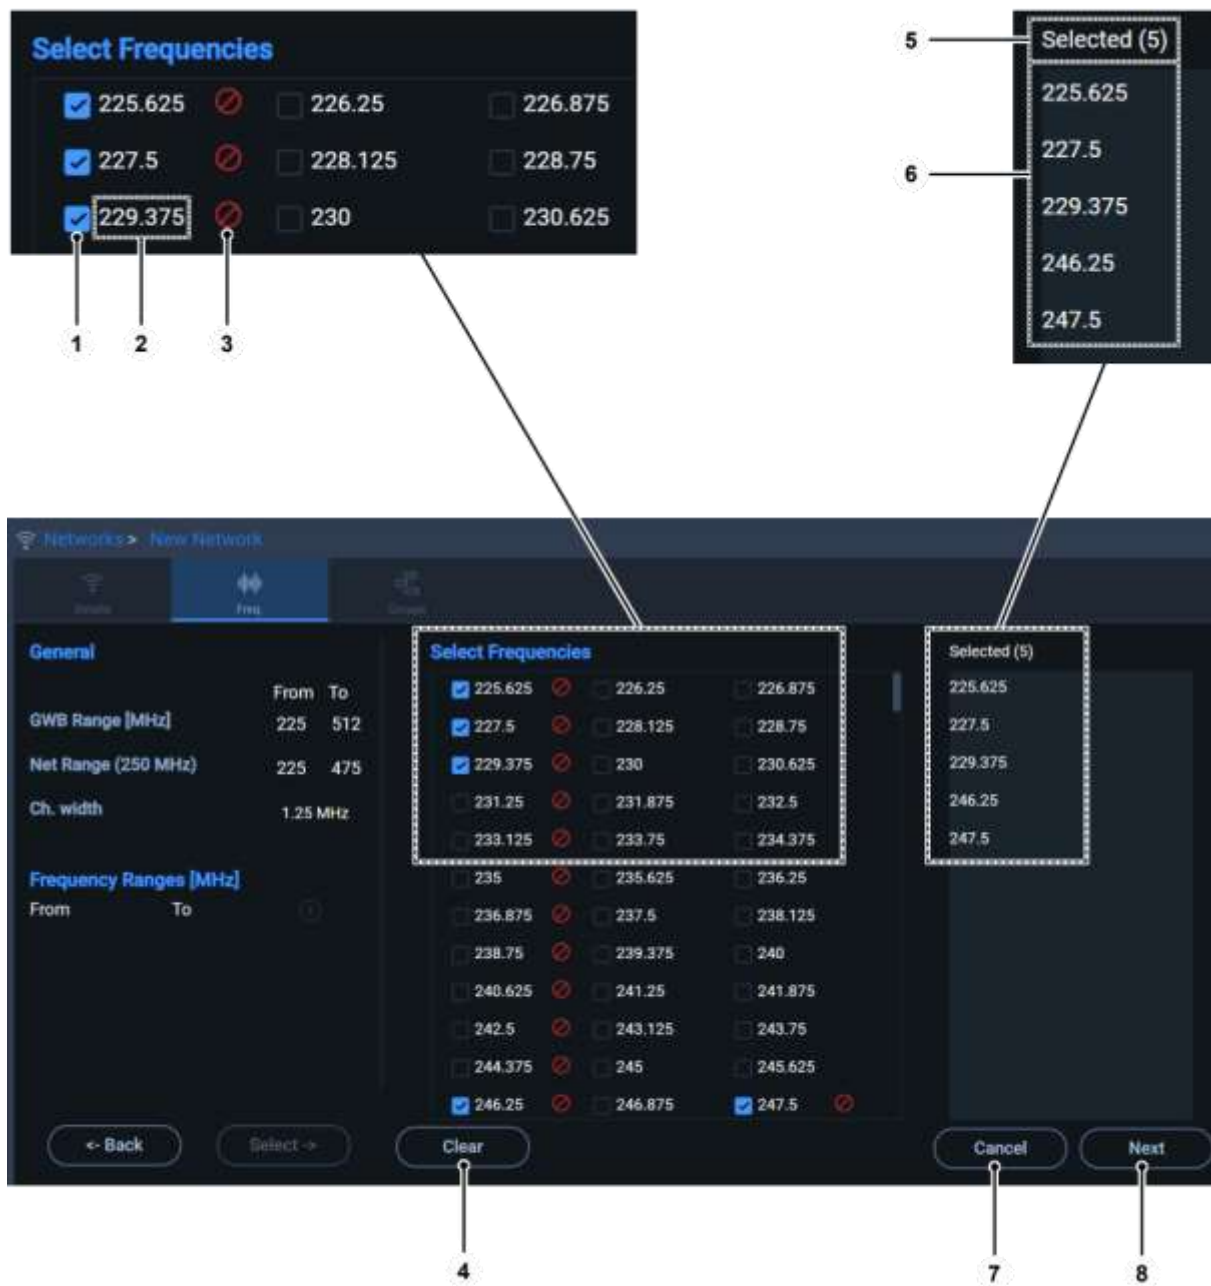 Select Frequencies
225.625 226.25 226.875
227.5 228.125 228.75
229.375 230 230.625
1 2 3
5 Selected (5)
6
225.625
227.5
229.375
246.25
247.5
Networks > New Network
Details Freq. Groups
General
From To
GWB Range [MHz] 225 512
Net Range (250 MHz) 225 475
Ch. width 1.25 MHz
Frequency Ranges [MHz]
From To
Select Frequencies
225.625 226.25 226.875
227.5 228.125 228.75
229.375 230 230.625
231.25 231.875 232.5
233.125 233.75 234.375
235 235.625 236.25
236.875 237.5 238.125
238.75 239.375 240
240.625 241.25 241.875
242.5 243.125 243.75
244.375 245 245.625
246.25 246.875 247.5
Selected (5)
225.625
227.5
229.375
246.25
247.5
<- Back Select -> Clear Cancel Next
4 7 8